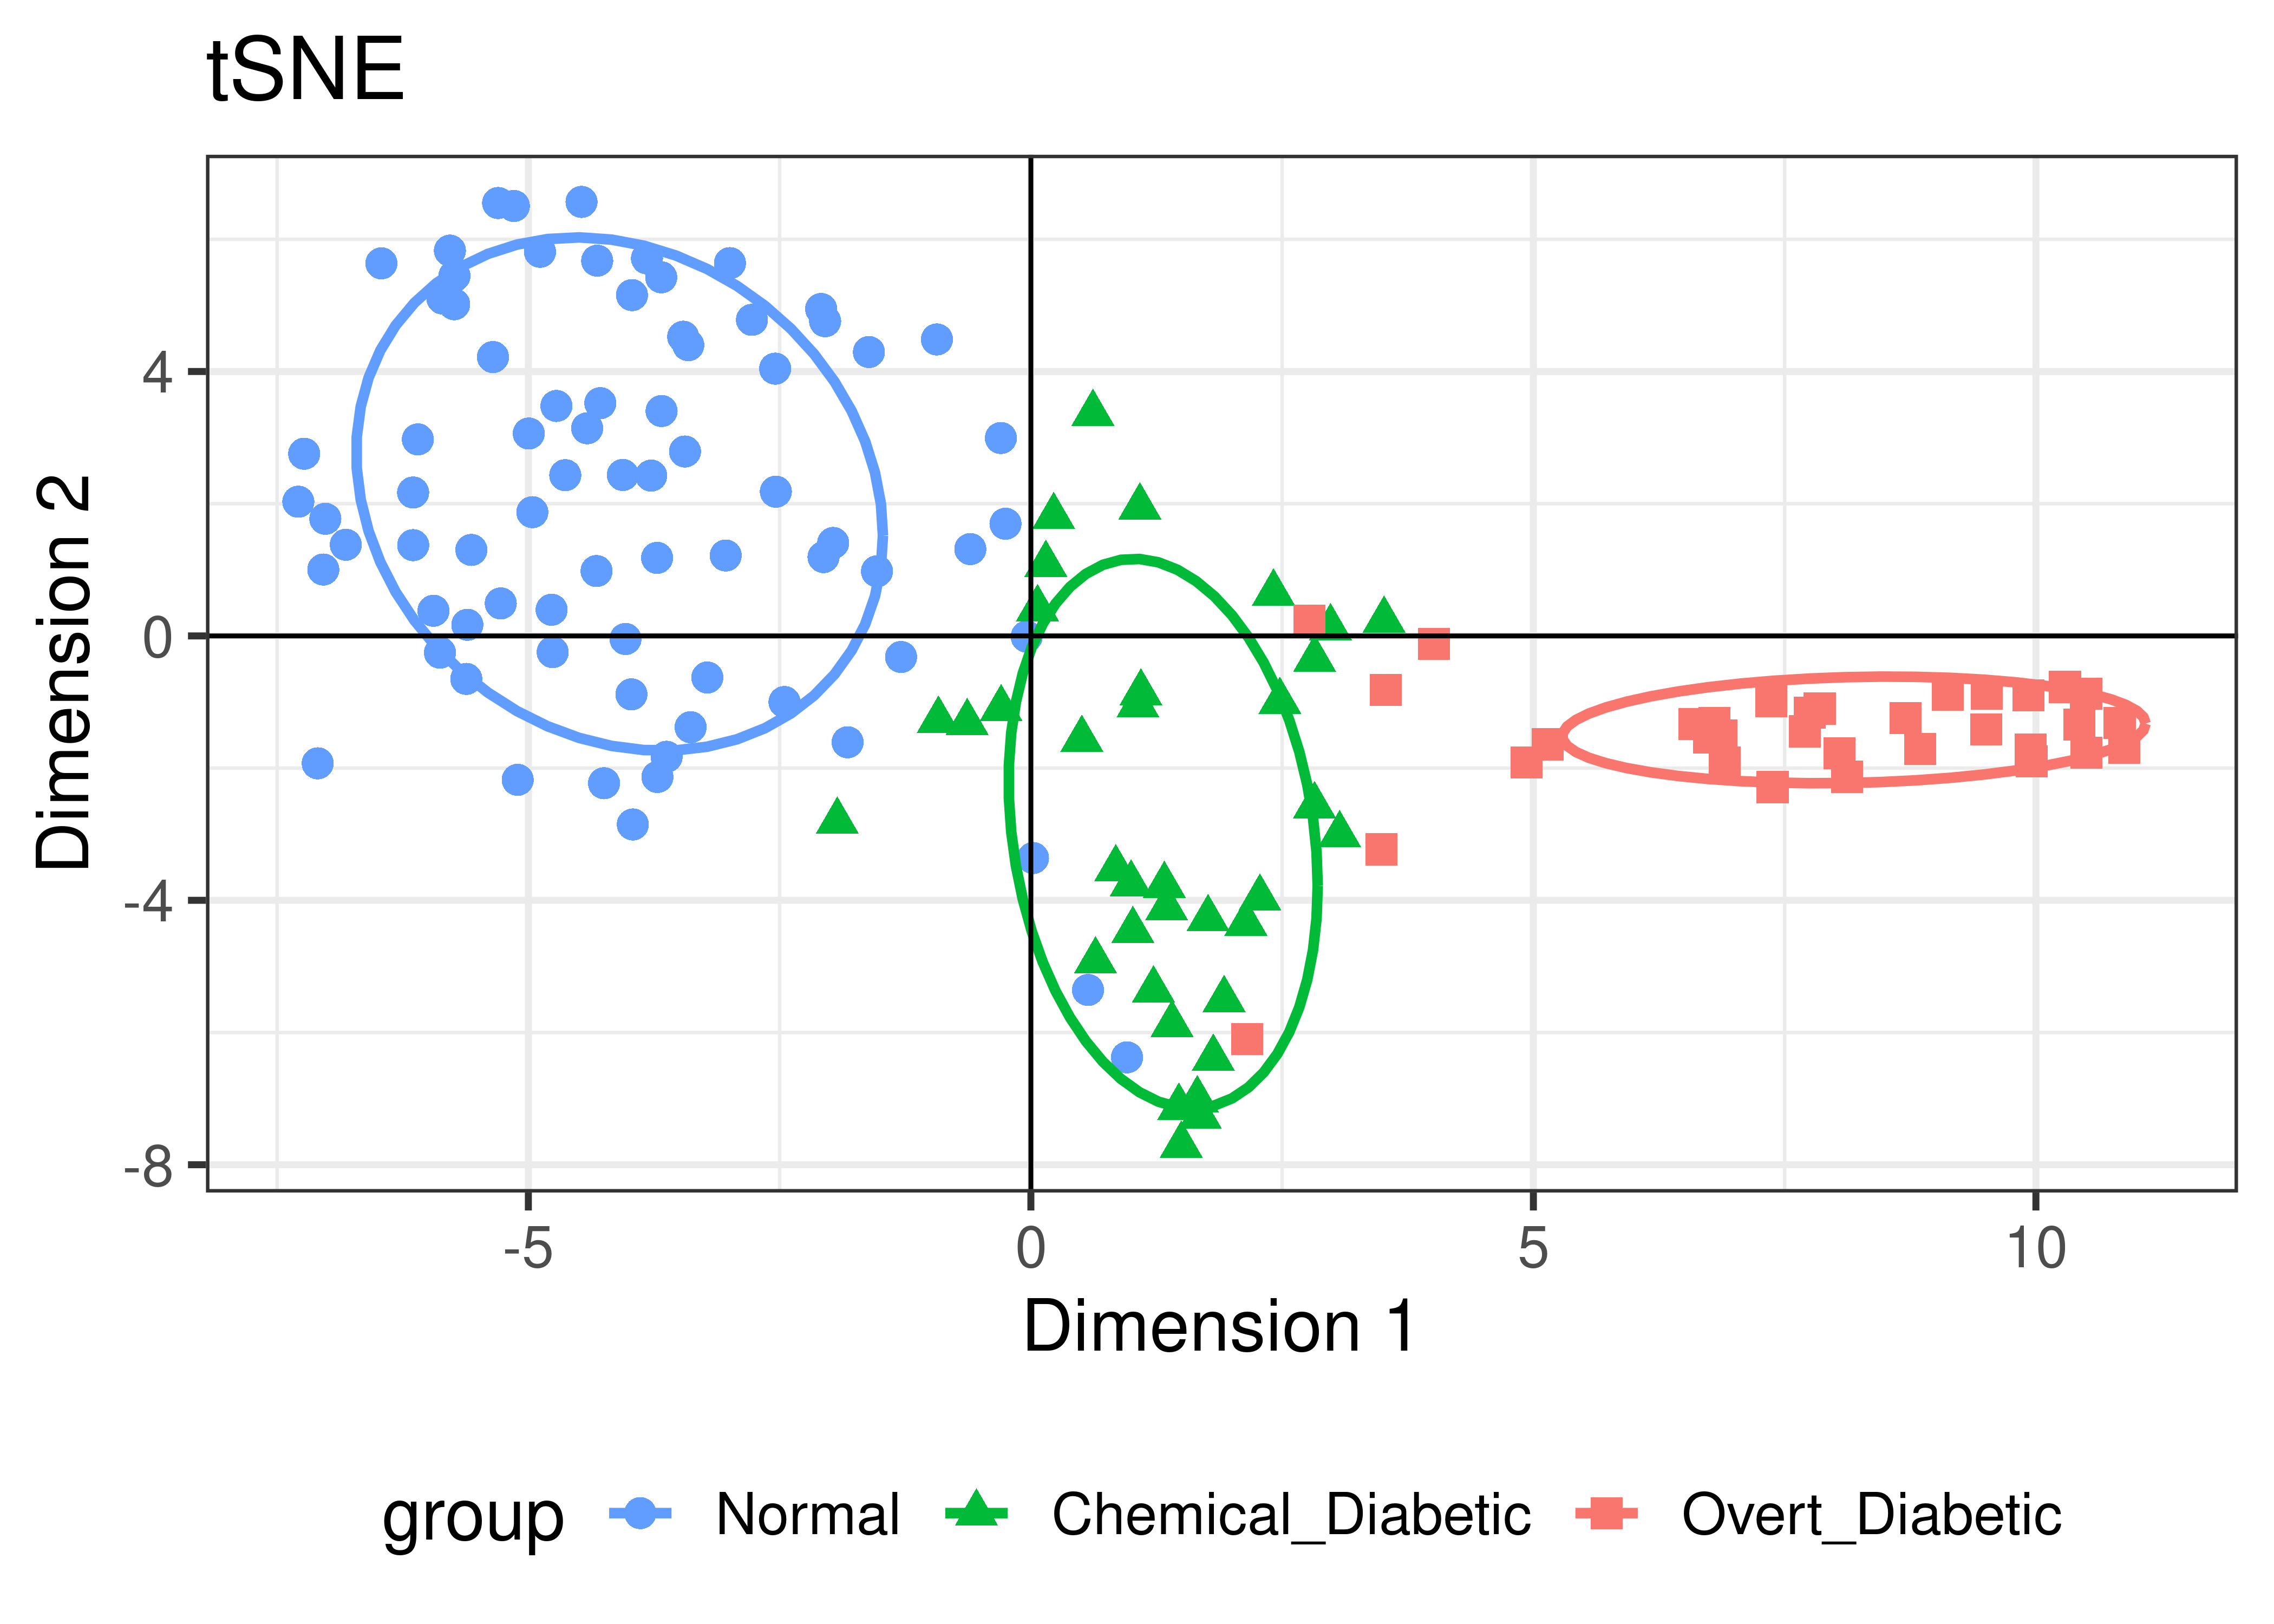 tSNE
Dimension 2
4
0
-4
-8
-5 0 5 10
Dimension 1
group Normal Chemical_Diabetic Overt_Diabetic